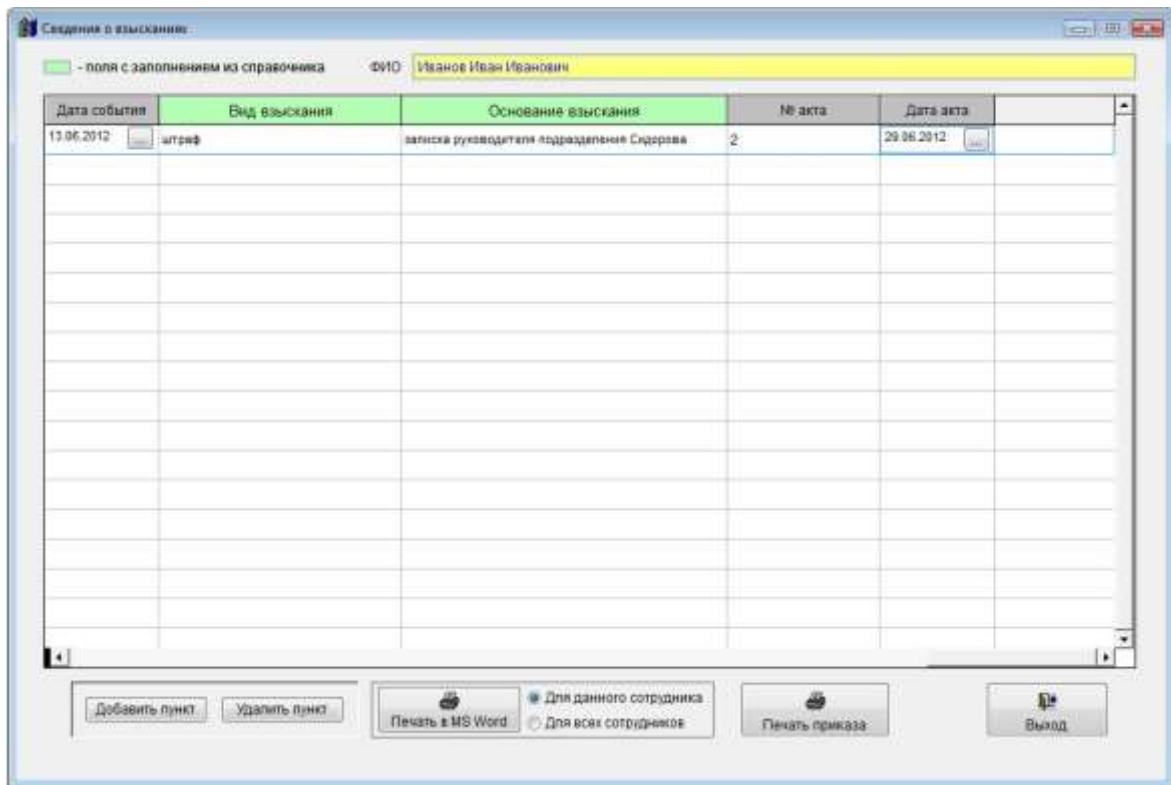 Сведения о взысканиях
- поля с заполнением из справочника ФИО Иванов Иван Иванович
Дата события Вид взыскания Основание взыскания № акта Дата акта
13.06.2012 ... штраф записка руководителя подразделения Сидорова 2 29.06.2012 ...
Добавить пункт Удалить пункт Печать в MS Word Для данного сотрудника
Для всех сотрудников Печать приказа Выход